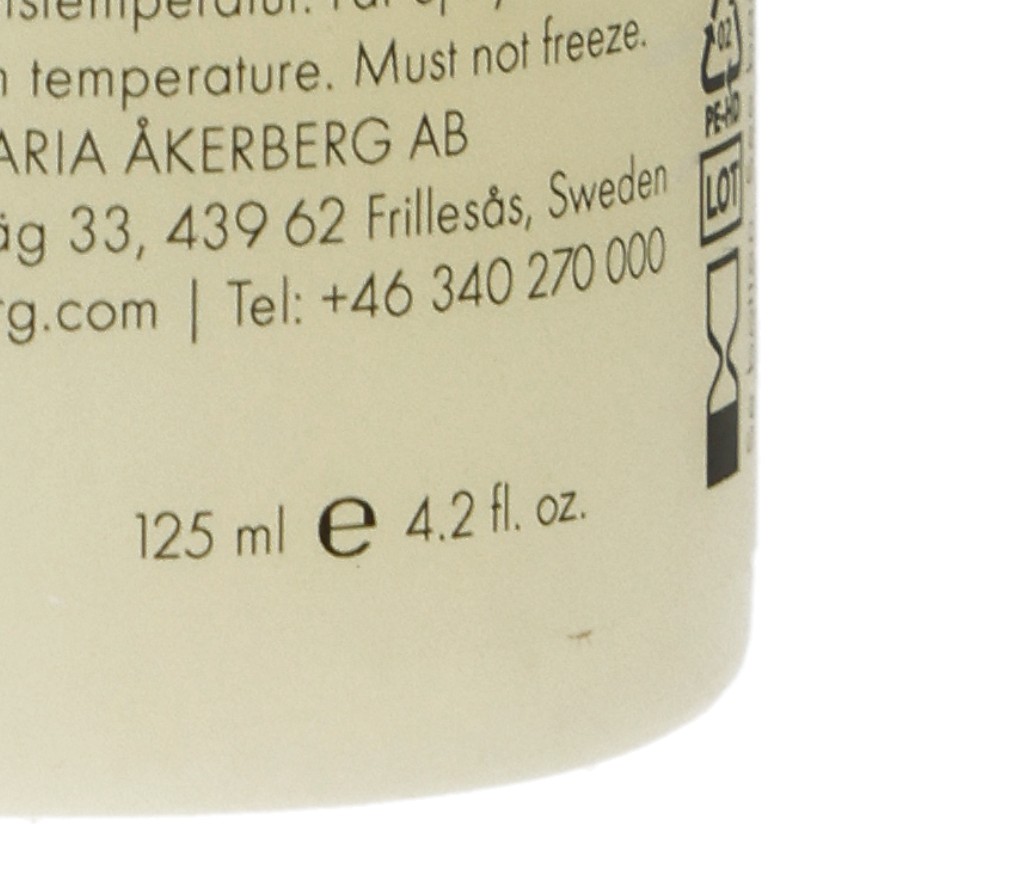 temperature. Must not freeze.
ARIA ÅKERBERG AB
äg 33, 439 62 Frillesås, Sweden
rg.com | Tel: +46 340 270 000
125 ml e 4.2 fl. oz.
02
PE-HD
LOT